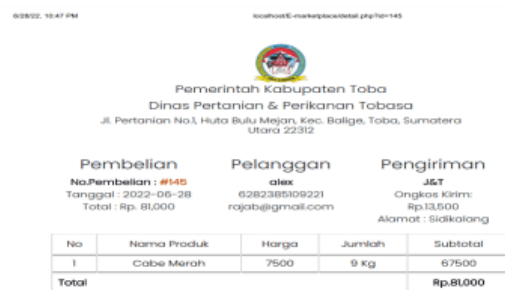 6/28/22, 10:47 PM localhost/E-marketplace/detail.php?id=145
Pemerintah Kabupaten Toba
Dinas Pertanian & Perikanan Tobasa
Jl. Pertanian No.1, Huta Bulu Mejan, Kec. Balige, Toba, Sumatera
Utara 22312
Pembelian Pelanggan Pengiriman
No.Pembelian : #145 alex J&T
Tanggal : 2022-06-28 6282385109221 Ongkos Kirim:
Total : Rp. 81,000 rajab@gmail.com Rp.13,500
Alamat : Sidikalang
No Nama Produk Harga Jumlah Subtotal
1 Cabe Merah 7500 9 Kg 67500
Total Rp.81,000